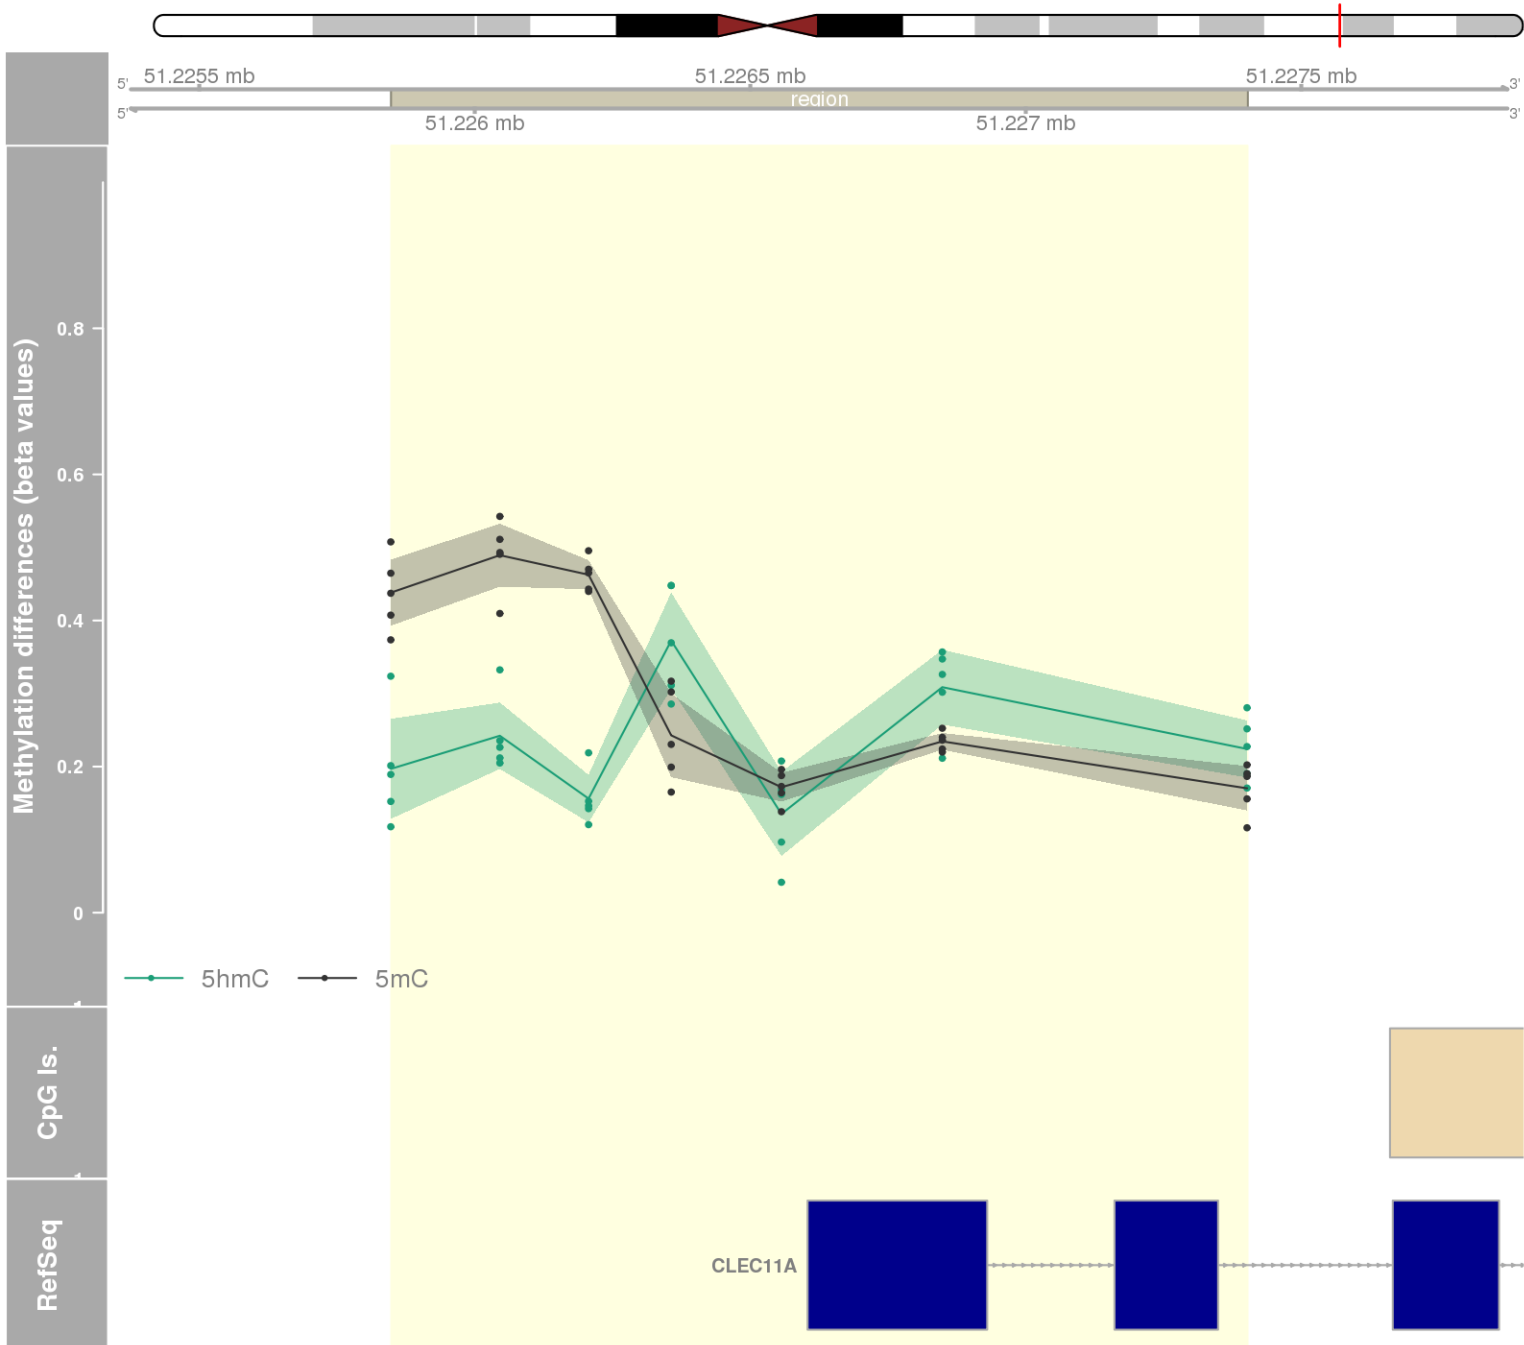 51.2255 mb 51.2265 mb 51.2275 mb
5' 3'
region
5' 3'
51.226 mb 51.227 mb
Methylation differences (beta values)
0.8
0.6
0.4
0.2
0
5hmC 5mC
CpG Is.
RefSeq
CLEC11A